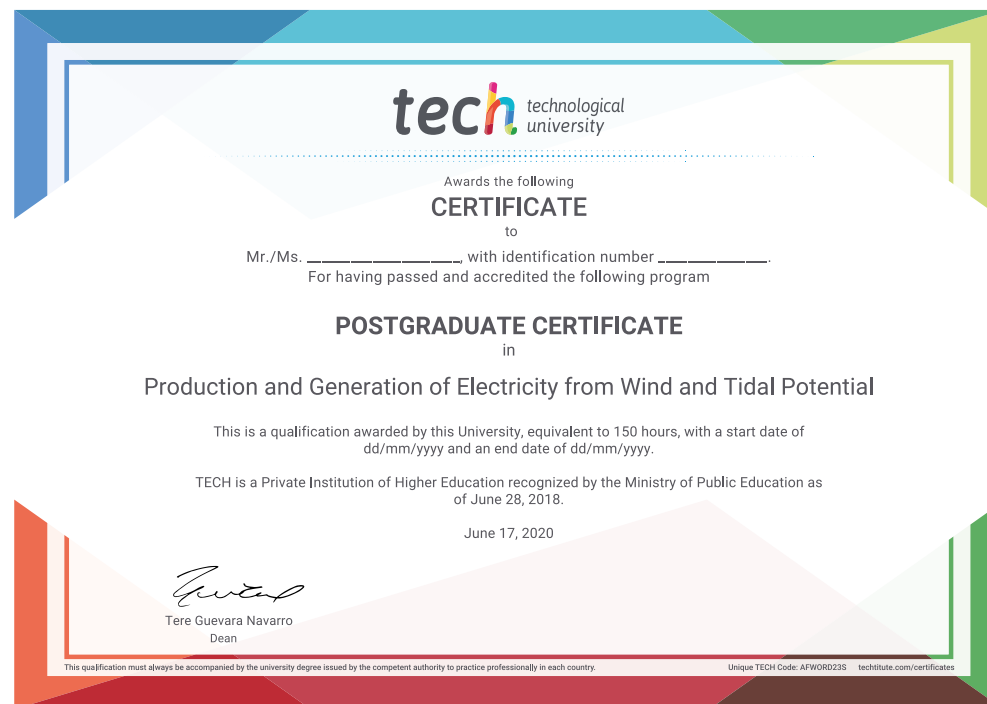 tech technological
university
Awards the following
CERTIFICATE
to
Mr./Ms. ____________________, with identification number ______________.
For having passed and accredited the following program
POSTGRADUATE CERTIFICATE
in
Production and Generation of Electricity from Wind and Tidal Potential
This is a qualification awarded by this University, equivalent to 150 hours, with a start date of
dd/mm/yyyy and an end date of dd/mm/yyyy.
TECH is a Private Institution of Higher Education recognized by the Ministry of Public Education as
of June 28, 2018.
June 17, 2020
Tere Guevara Navarro
Dean
This qualification must always be accompanied by the university degree issued by the competent authority to practice professionally in each country.
Unique TECH Code: AFWORD23S techtitute.com/certificates